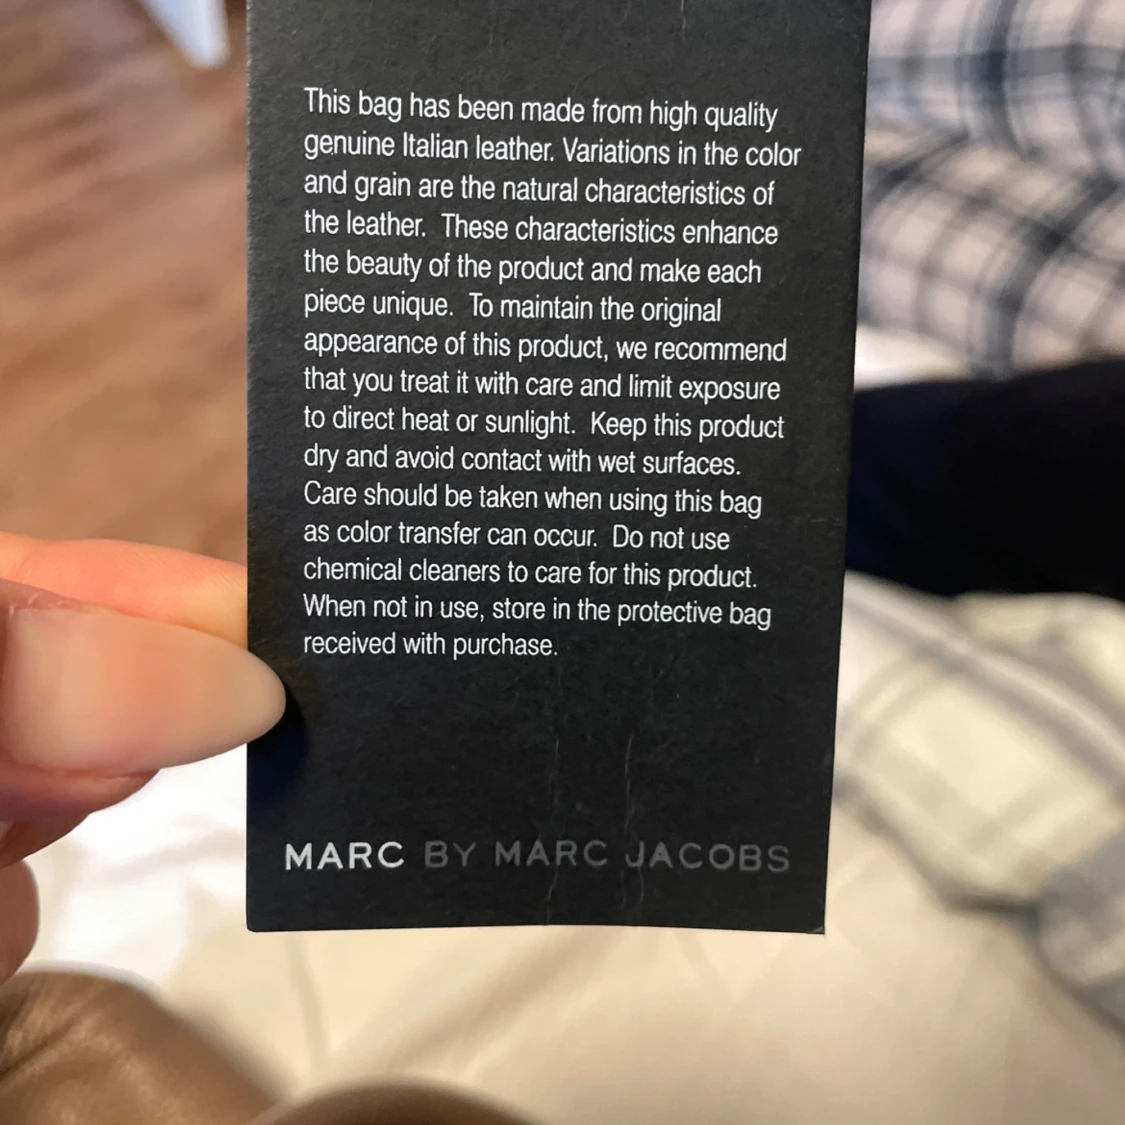 This bag has been made from high quality
genuine Italian leather. Variations in the color
and grain are the natural characteristics of
the leather.  These characteristics enhance
the beauty of the product and make each
piece unique.  To maintain the original
appearance of this product, we recommend
that you treat it with care and limit exposure
to direct heat or sunlight.  Keep this product
dry and avoid contact with wet surfaces.
Care should be taken when using this bag
as color transfer can occur.  Do not use
chemical cleaners to care for this product.
When not in use, store in the protective bag
received with purchase.
MARC BY MARC JACOBS